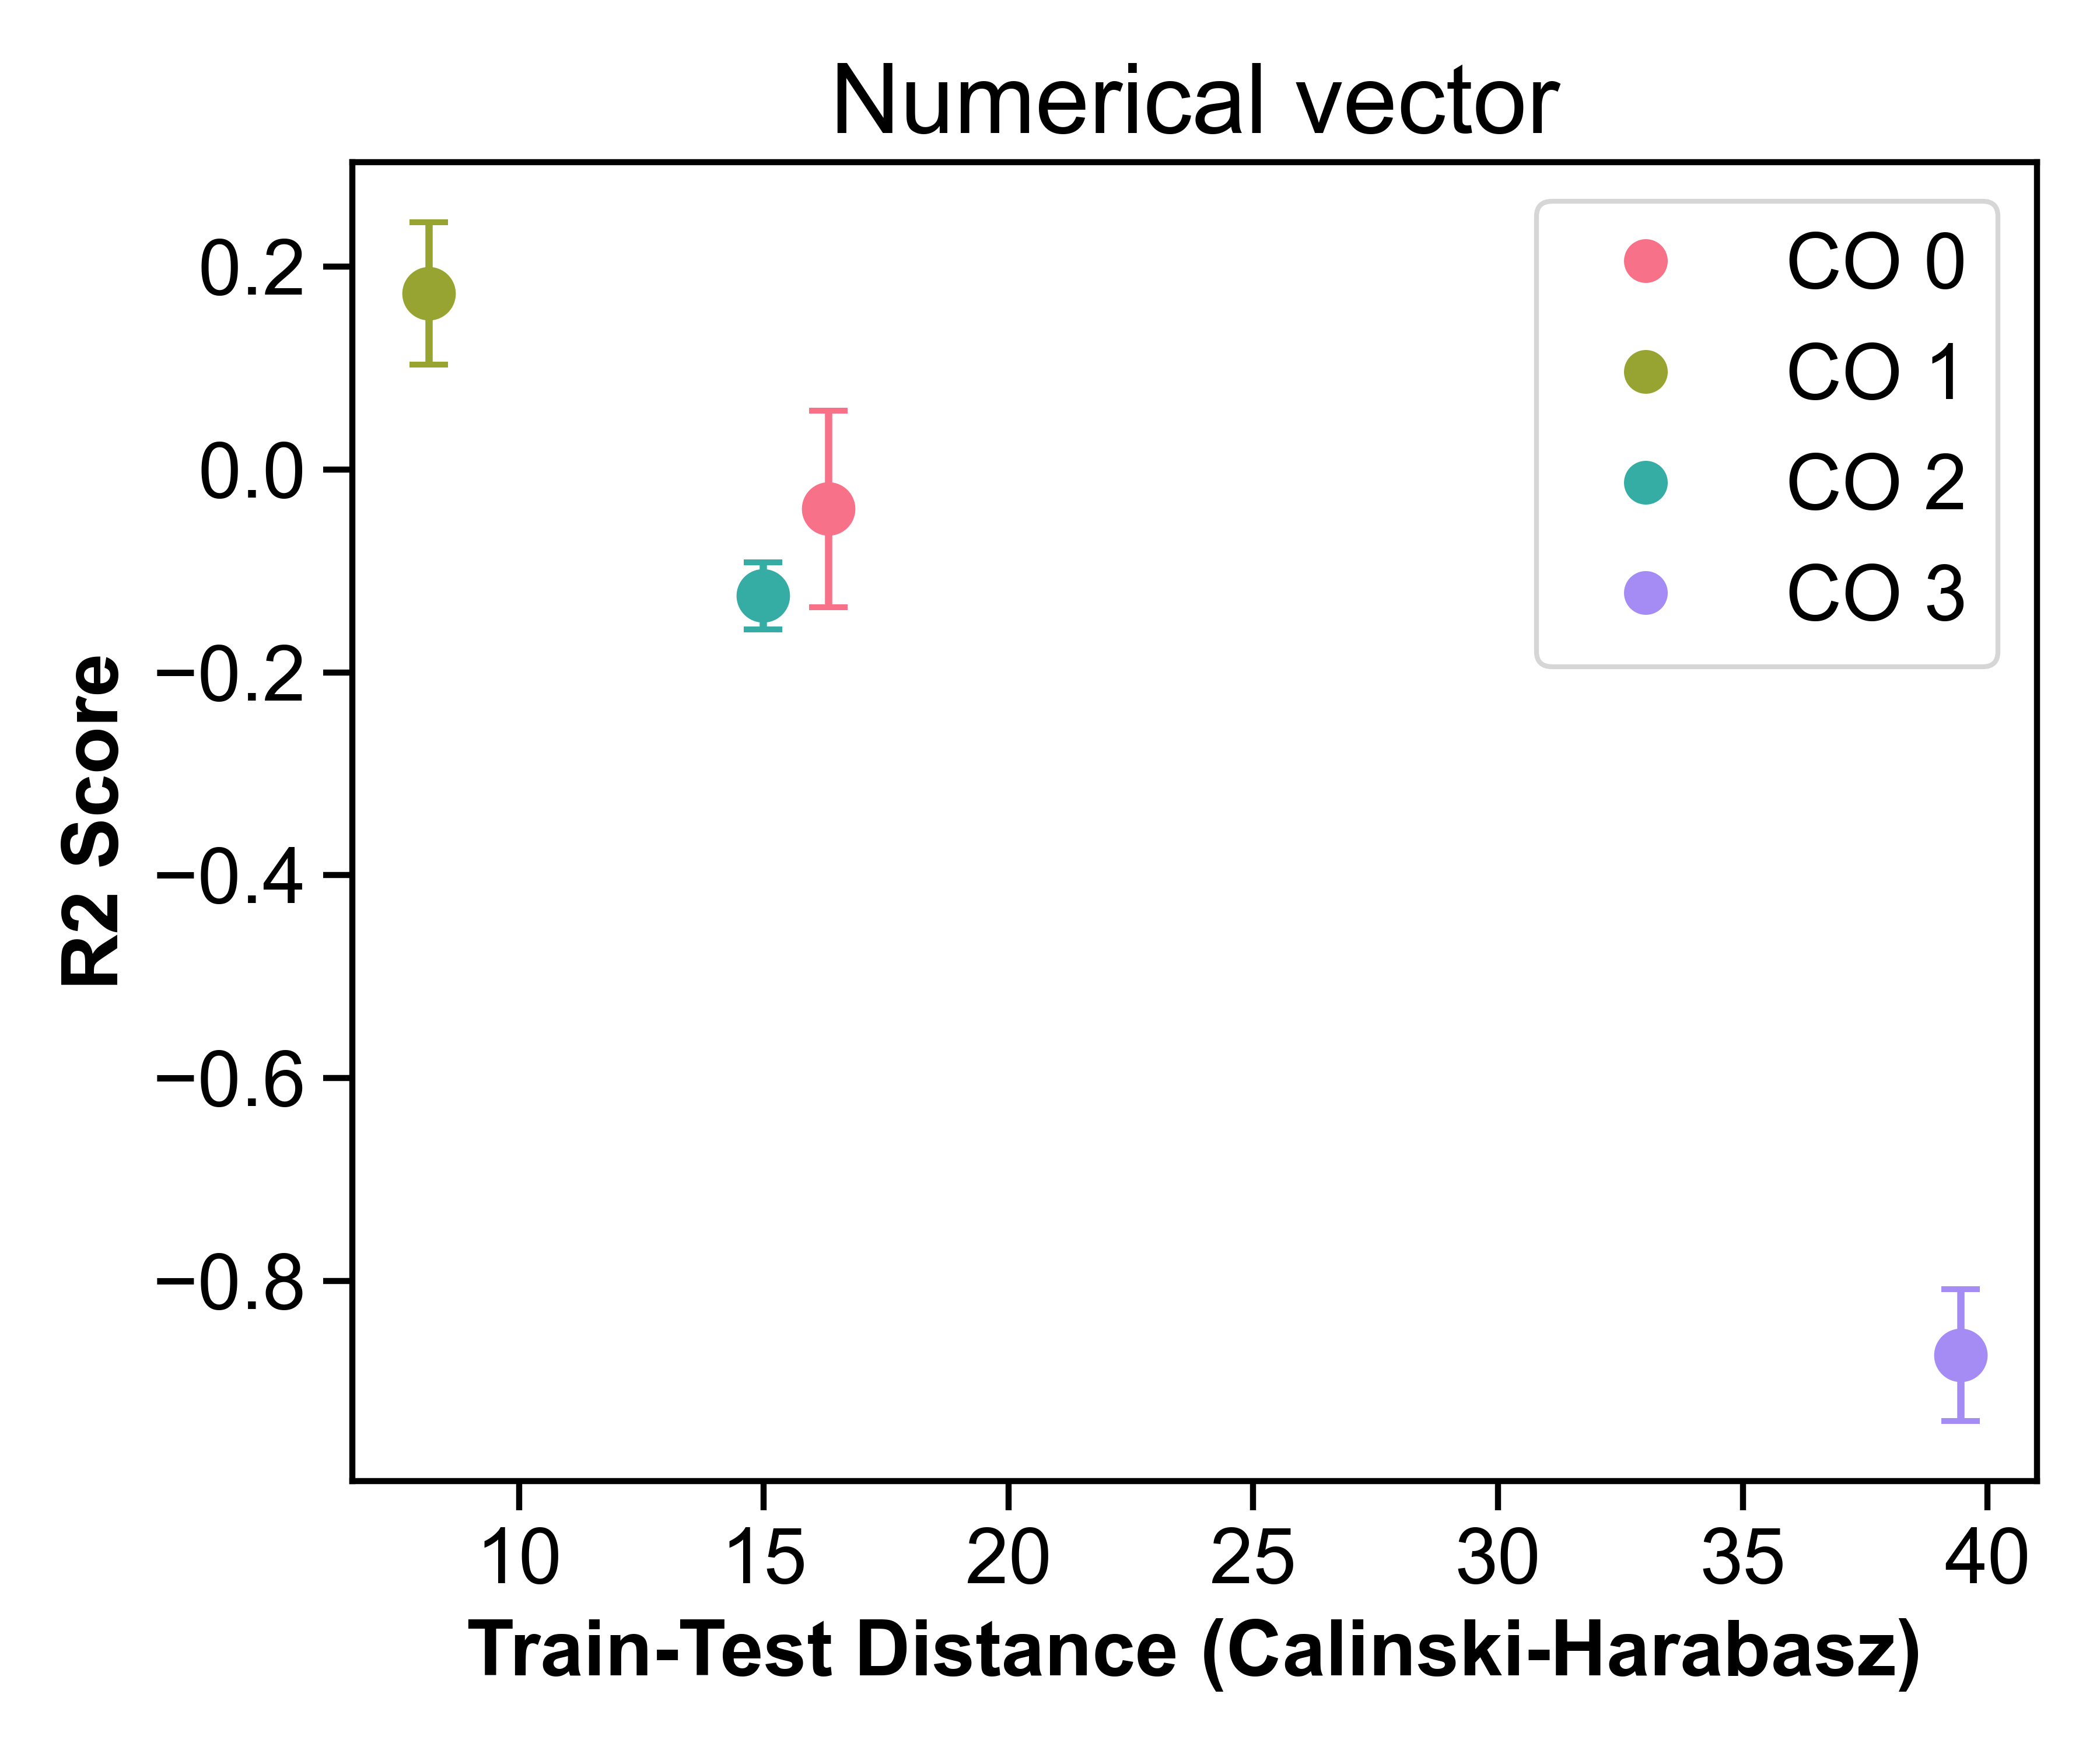 Numerical vector
CO 0
CO 1
CO 2
CO 3
R2 Score
0.2
0.0
−0.2
−0.4
−0.6
−0.8
10 15 20 25 30 35 40
Train-Test Distance (Calinski-Harabasz)